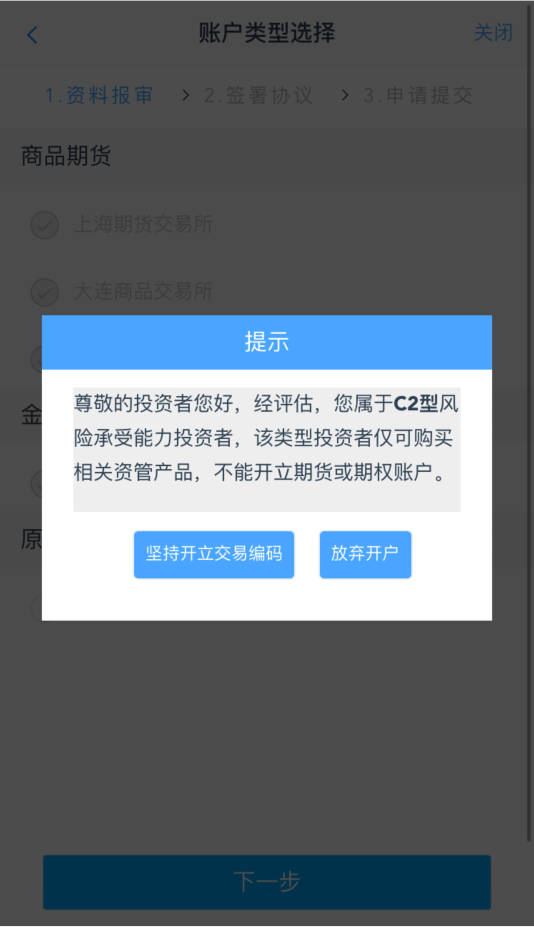 账户类型选择
关闭
1.资料报审 > 2.签署协议 > 3.申请提交
商品期货
上海期货交易所
大连商品交易所
提示
尊敬的投资者您好，经评估，您属于C2型风
险承受能力投资者，该类型投资者仅可购买
相关资管产品，不能开立期货或期权账户。
坚持开立交易编码
放弃开户
金
原
下一步